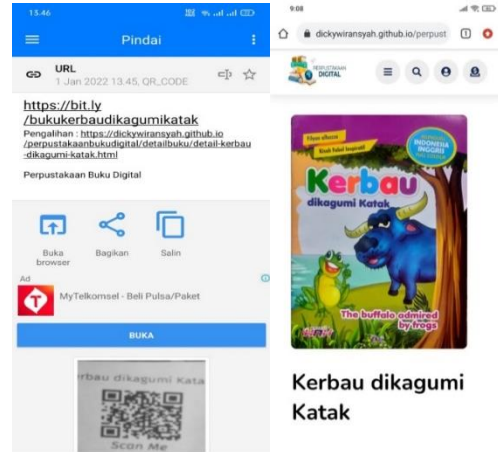 15.46
Pindai
URL
1 Jan 2022 13.45, QR_CODE
https://bit.ly
/bukukerbaudikagumikatak
Pengalihan : https://dickywiransyah.github.io
/perpustakaanbukudigital/detailbuku/detail-kerbau
-dikagumi-katak.html
Perpustakaan Buku Digital
Buka
browser
Bagikan
Salin
Ad
MyTelkomsel - Beli Pulsa/Paket
BUKA
rbau dikagumi Kata
Scan Me
9:08
dickywiransyah.github.io/perpust
PERPUSTAKAAN
DIGITAL
INDONESIA
INGGRIS
Kerbau
dikagumi Katak
The buffalo admired
by frogs
Kerbau dikagumi
Katak